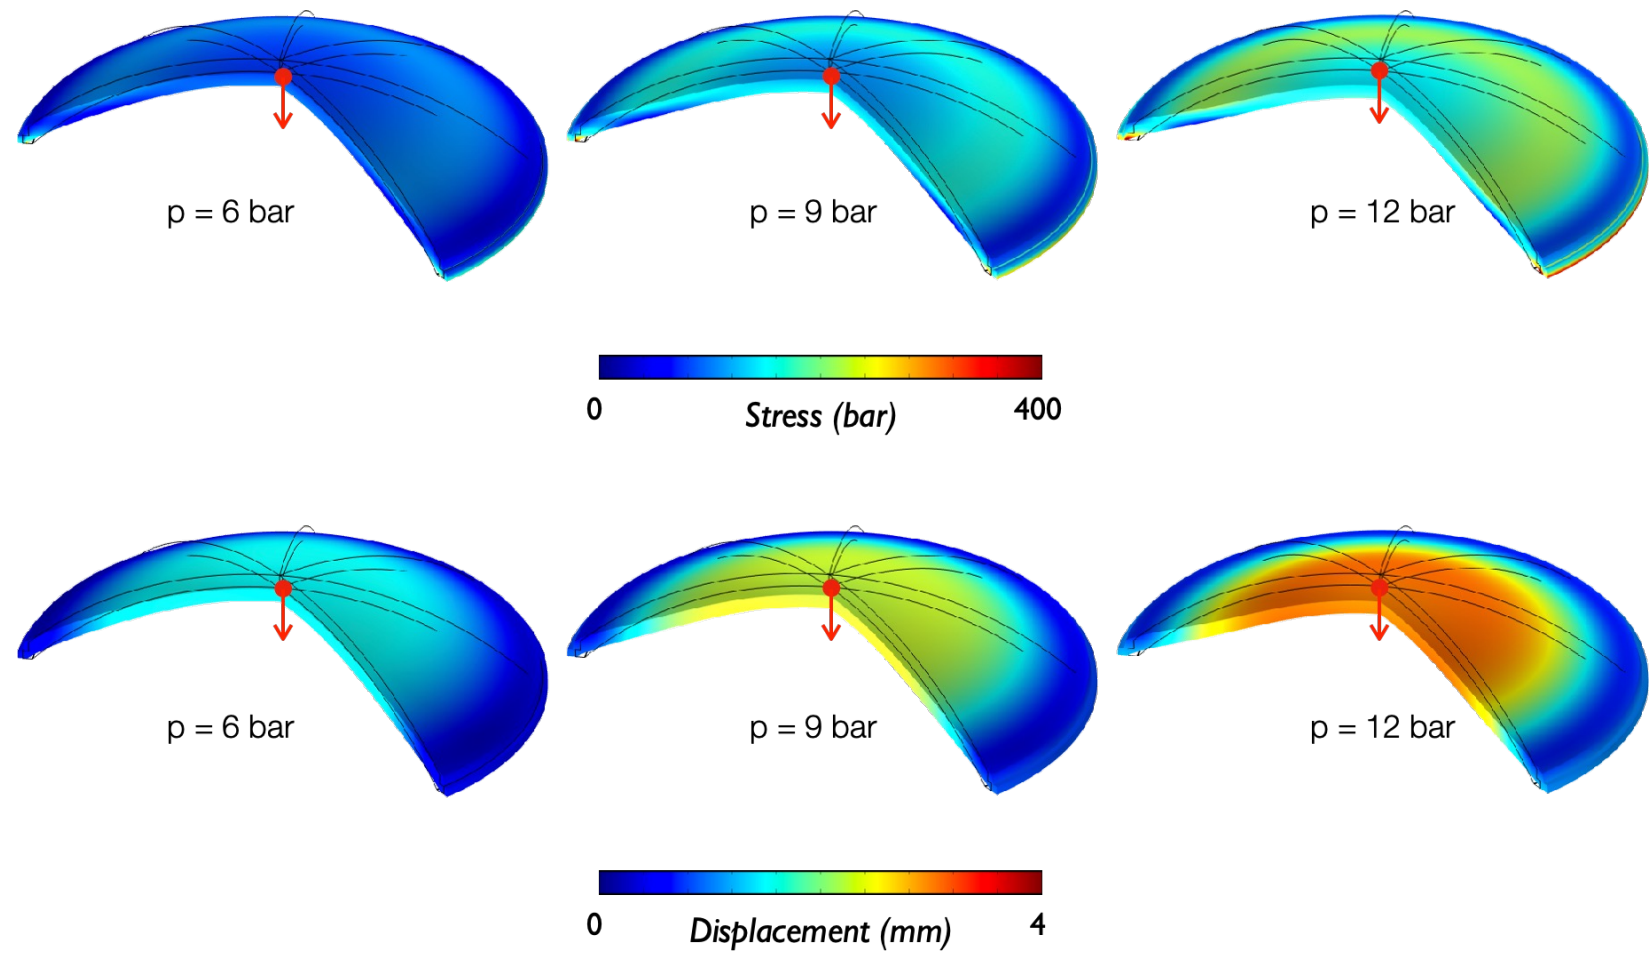 p = 6 bar
p = 9 bar
p = 12 bar
0
Stress (bar)
400
p = 6 bar
p = 9 bar
p = 12 bar
0
Displacement (mm)
4